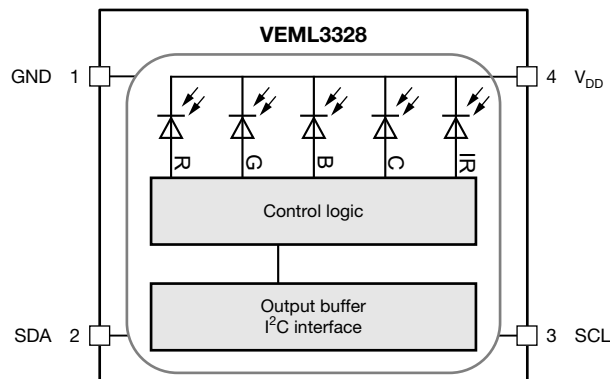 VEML3328
GND 1
4 V_DD
R G B C IR
Control logic
Output buffer
I²C interface
SDA 2
3 SCL